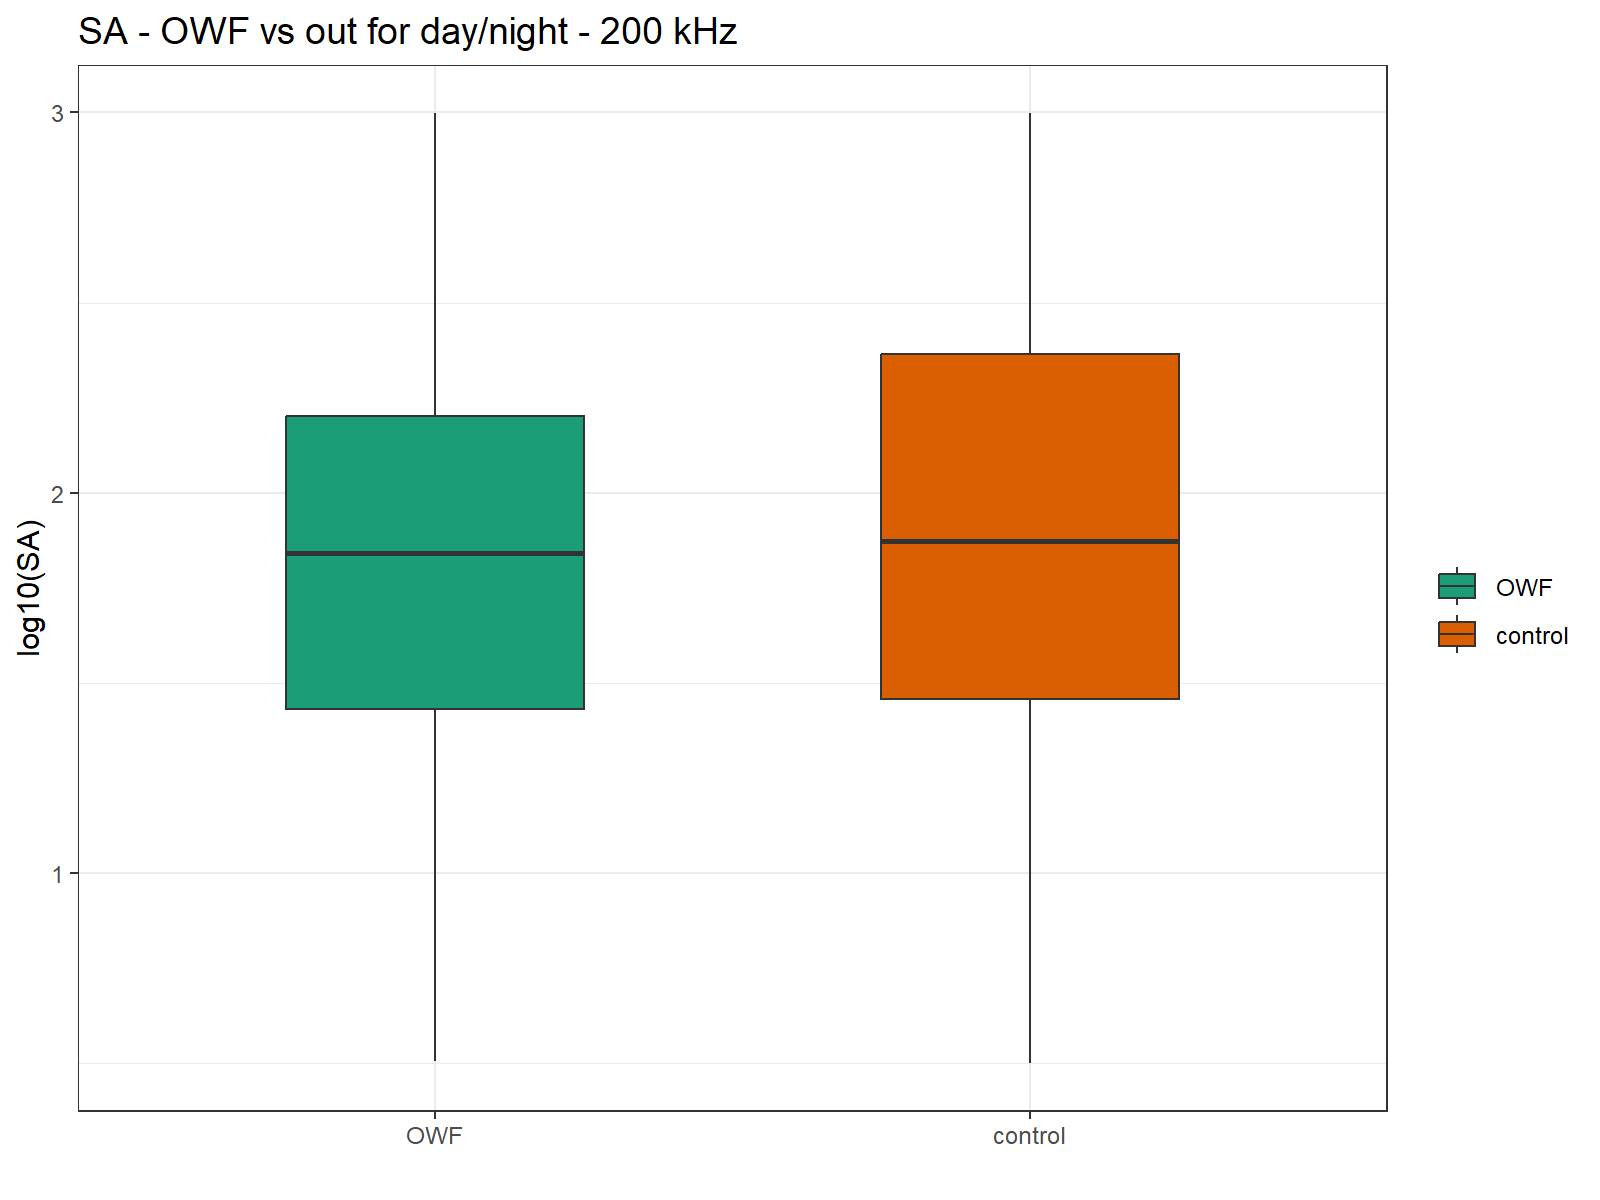 SA - OWF vs out for day/night - 200 kHz
3
2
1
log10(SA)
OWF
control
OWF
control